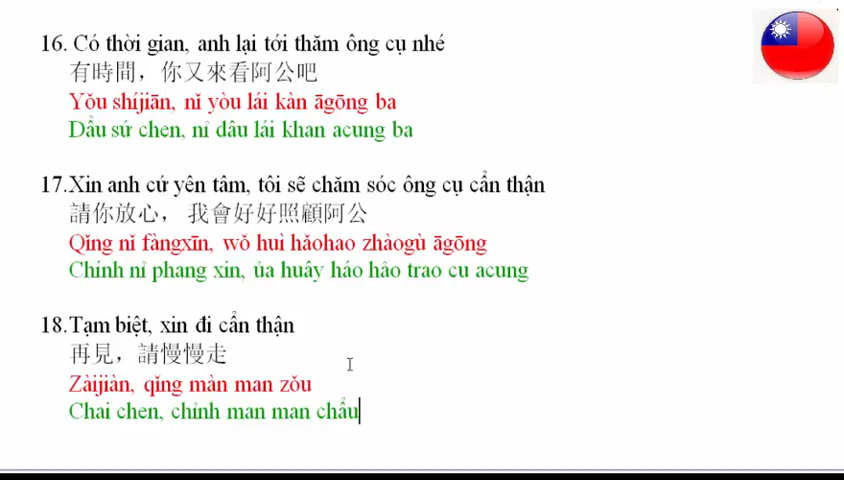 16. Có thời gian, anh lại tới thăm ông cụ nhé
有時間，你又來看阿公吧
Yǒu shíjiān, nǐ yòu lái kàn āgōng ba
Dẩu sứ chen, nỉ dâu lái khan acung ba
17.Xin anh cứ yên tâm, tôi sẽ chăm sóc ông cụ cẩn thận
請你放心， 我會好好照顧阿公
Qǐng nǐ fàngxīn, wǒ huì hǎohao zhàogù āgōng
Chính nỉ phang xin, ủa huây háo hảo trao cu acung
18.Tạm biệt, xin đi cẩn thận
再見，請慢慢走
Zàijiàn, qǐng màn man zǒu
Chai chen, chỉnh man man chẩu